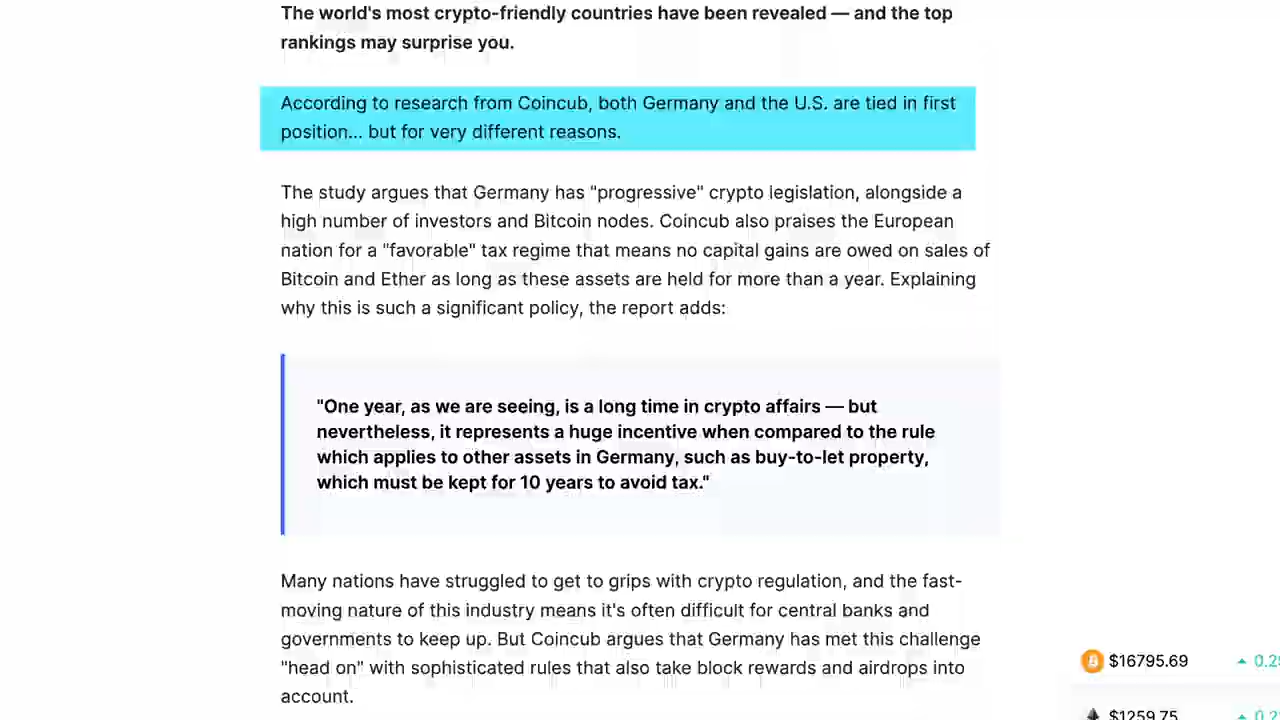 The world's most crypto-friendly countries have been revealed — and the top
rankings may surprise you.
According to research from Coincub, both Germany and the U.S. are tied in first
position... but for very different reasons.
The study argues that Germany has "progressive" crypto legislation, alongside a
high number of investors and Bitcoin nodes. Coincub also praises the European
nation for a "favorable" tax regime that means no capital gains are owed on sales of
Bitcoin and Ether as long as these assets are held for more than a year. Explaining
why this is such a significant policy, the report adds:
"One year, as we are seeing, is a long time in crypto affairs — but
nevertheless, it represents a huge incentive when compared to the rule
which applies to other assets in Germany, such as buy-to-let property,
which must be kept for 10 years to avoid tax."
Many nations have struggled to get to grips with crypto regulation, and the fast-
moving nature of this industry means it's often difficult for central banks and
governments to keep up. But Coincub argues that Germany has met this challenge
"head on" with sophisticated rules that also take block rewards and airdrops into
account.
$16795.69
$1259.75